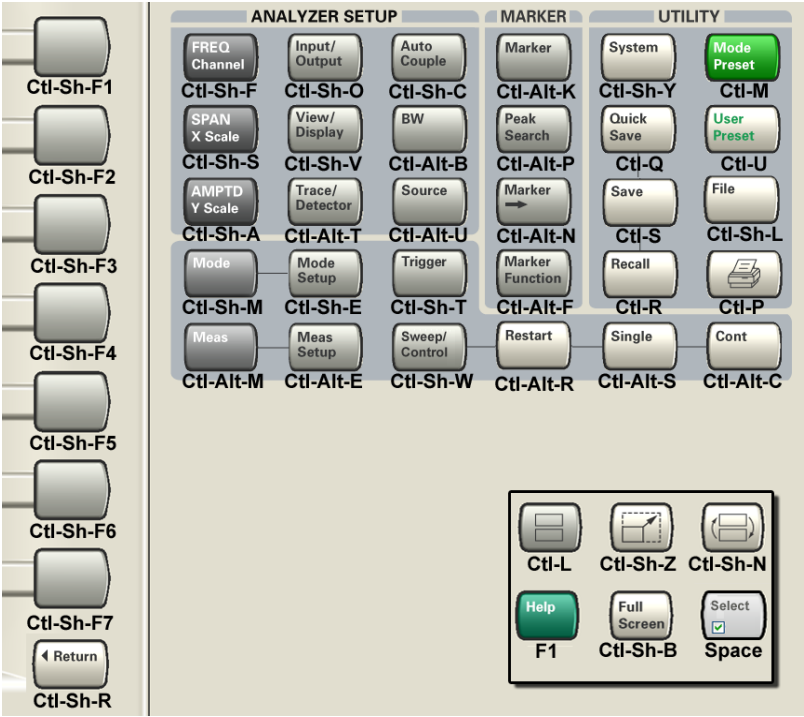 ANALYZER SETUP MARKER UTILITY
FREQ Channel
Input/ Output
Auto Couple
Marker
System
Mode Preset
Ctl-Sh-F1
Ctl-Sh-F Ctl-Sh-O Ctl-Sh-C Ctl-Alt-K Ctl-Sh-Y Ctl-M
SPAN X Scale
View/ Display
BW
Peak Search
Quick Save
User Preset
Ctl-Sh-F2
Ctl-Sh-S Ctl-Sh-V Ctl-Alt-B Ctl-Alt-P Ctl-Q Ctl-U
AMPTD Y Scale
Trace/ Detector
Source
Marker
Save
File
Ctl-Sh-F3
Ctl-Sh-A Ctl-Alt-T Ctl-Alt-U Ctl-Alt-N Ctl-S Ctl-Sh-L
Mode
Mode Setup
Trigger
Marker Function
Recall
Ctl-Sh-M Ctl-Sh-E Ctl-Sh-T Ctl-Alt-F Ctl-R Ctl-P
Ctl-Sh-F4
Meas
Meas Setup
Sweep/ Control
Restart
Single
Cont
Ctl-Alt-M Ctl-Alt-E Ctl-Sh-W Ctl-Alt-R Ctl-Alt-S Ctl-Alt-C
Ctl-Sh-F5
Ctl-Sh-F6
Ctl-L Ctl-Sh-Z Ctl-Sh-N
Ctl-Sh-F7
Help
Full Screen
Select
F1 Ctl-Sh-B Space
Return
Ctl-Sh-R